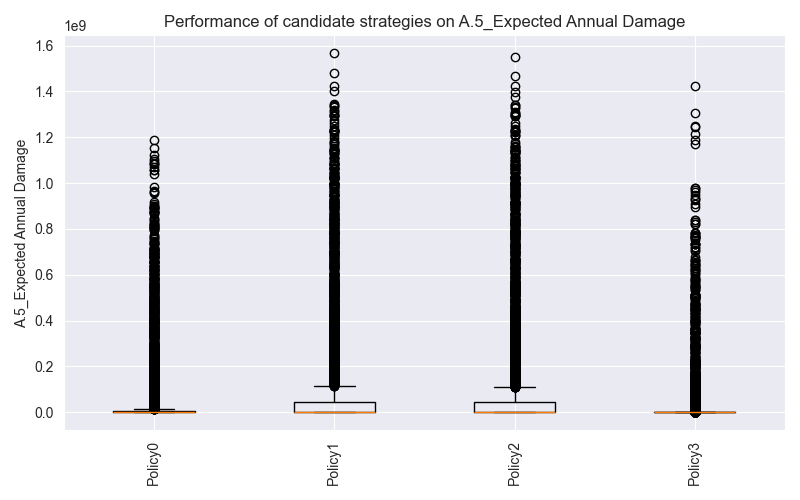 Performance of candidate strategies on A.5_Expected Annual Damage
1e9
A.5_Expected Annual Damage
1.6
1.4
1.2
1.0
0.8
0.6
0.4
0.2
0.0
Policy0
Policy1
Policy2
Policy3